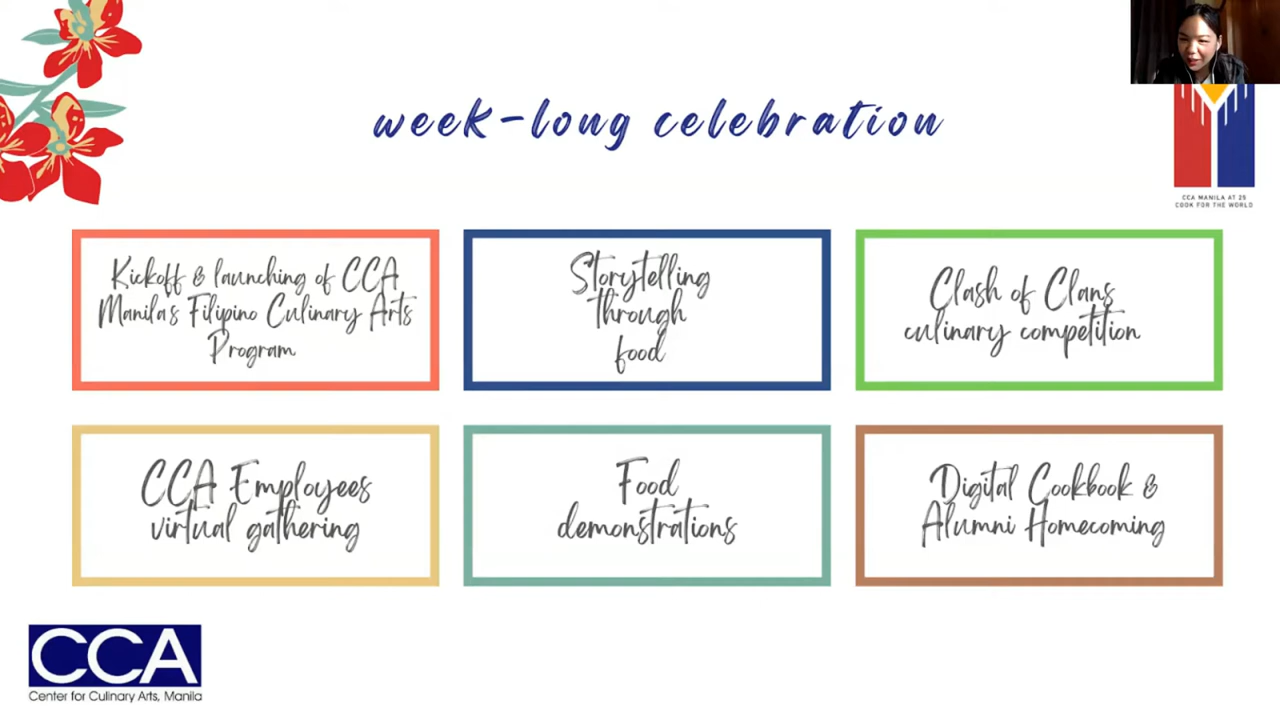 week-long celebration
CCA MANILA AT 25
COOK FOR THE WORLD
Kickoff & launching of CCA
Manila's Filipino Culinary Arts
Program
Storytelling
through
food
Clash of Clans
culinary competition
CCA Employees
virtual gathering
Food
demonstrations
Digital Cookbook &
Alumni Homecoming
CCA
Center for Culinary Arts, Manila